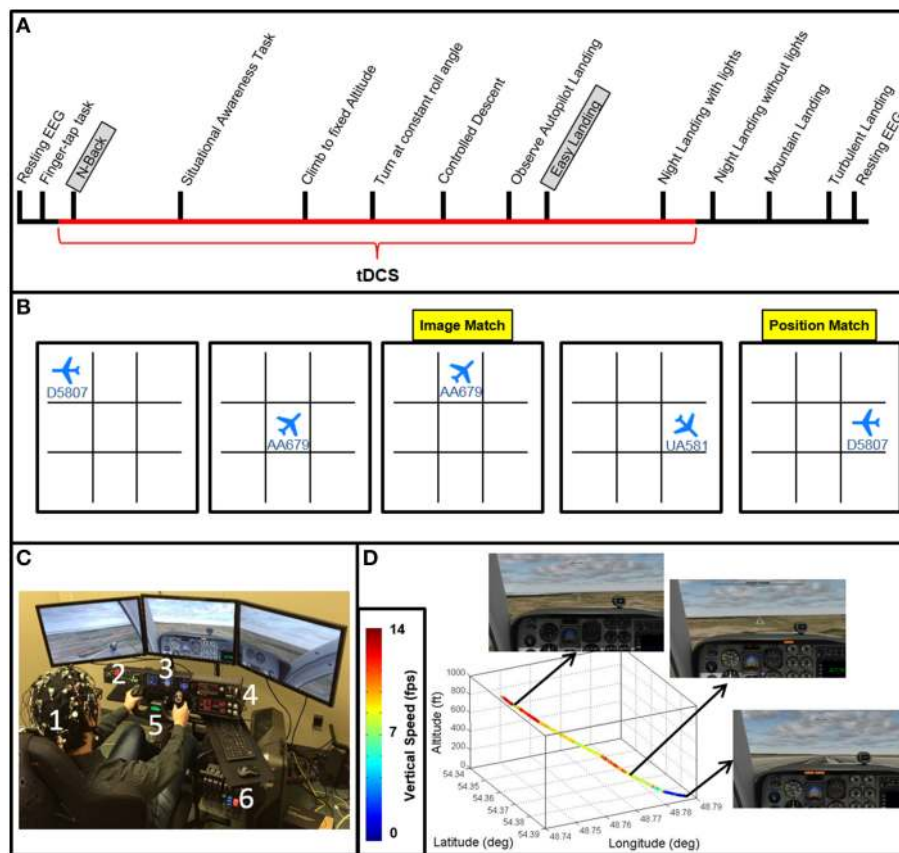 A
Resting EEG
Finger-tap task
N-Back
Situational Awareness Task
Climb to fixed Altitude
Turn at constant roll angle
Controlled Descent
Observe Autopilot Landing
Easy Landing
Night Landing with lights
Night Landing without lights
Mountain Landing
Turbulent Landing
Resting EEG
tDCS
B
Image Match
Position Match
D5807
AA679
AA679
UA581
D5807
C
1
2
3
4
5
6
D
14
7
0
Vertical Speed (fps)
Altitude (ft)
1000
800
600
400
200
0
54.34
54.35
54.36
54.37
54.38
54.39
Latitude (deg)
48.74
48.75
48.76
48.77
48.78
48.79
Longitude (deg)